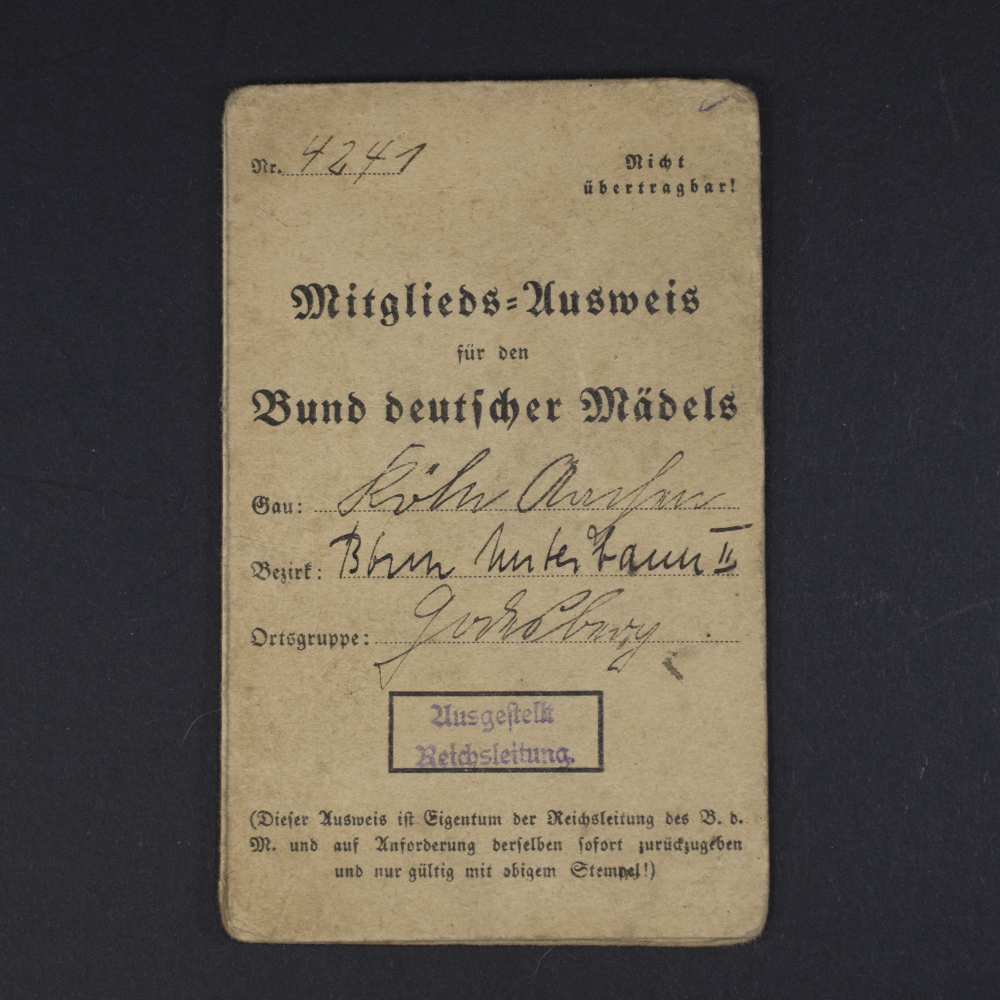 Nr. 4241
Nicht
übertragbar!
Mitglieds=Ausweis
für den
Bund deutscher Mädels
Gau: Köln Aachen
Bezirk: Bonn Unterbann II
Ortsgruppe: Godesberg.
Ausgestellt
Reichsleitung.
(Dieser Ausweis ist Eigentum der Reichsleitung des B. d.
M. und auf Anforderung derselben sofort zurückzugeben
und nur gültig mit obigem Stempel!)